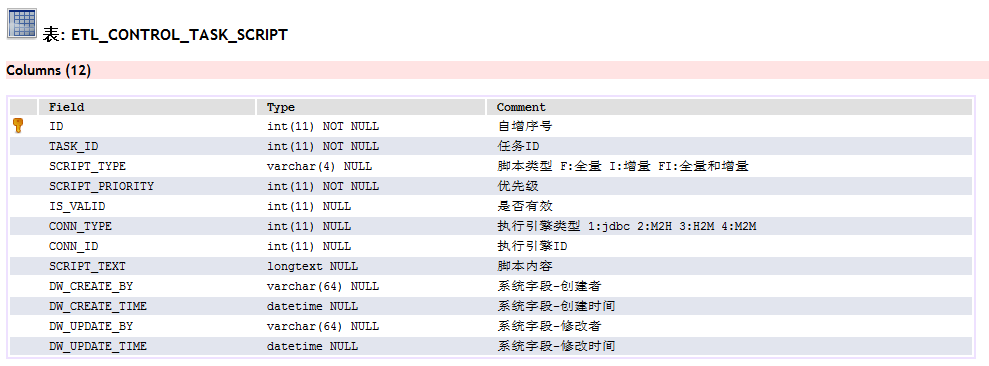 表: ETL_CONTROL_TASK_SCRIPT
Columns (12)
Field Type Comment
ID int(11) NOT NULL 自增序号
TASK_ID int(11) NOT NULL 任务ID
SCRIPT_TYPE varchar(4) NULL 脚本类型 F:全量 I:增量 FI:全量和增量
SCRIPT_PRIORITY int(11) NOT NULL 优先级
IS_VALID int(11) NULL 是否有效
CONN_TYPE int(11) NULL 执行引擎类型 1:jdbc 2:M2H 3:H2M 4:M2M
CONN_ID int(11) NULL 执行引擎ID
SCRIPT_TEXT longtext NULL 脚本内容
DW_CREATE_BY varchar(64) NULL 系统字段-创建者
DW_CREATE_TIME datetime NULL 系统字段-创建时间
DW_UPDATE_BY varchar(64) NULL 系统字段-修改者
DW_UPDATE_TIME datetime NULL 系统字段-修改时间